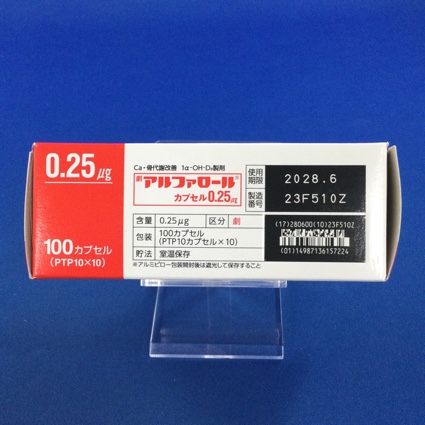 0.25μg
100カプセル
(PTP10×10)
Ca・骨代謝改善 1α-OH-D₃製剤
劇 アルファロール®
カプセル0.25μg
含量 0.25μg 区分 劇
包装 100カプセル
(PTP10カプセル×10)
貯法 室温保存
※アルミピロー包装開封後は遮光して保存すること
使用期限 2028.6
製造番号 23F510Z
(17)280600(10)23F510Z
(01)14987136157224